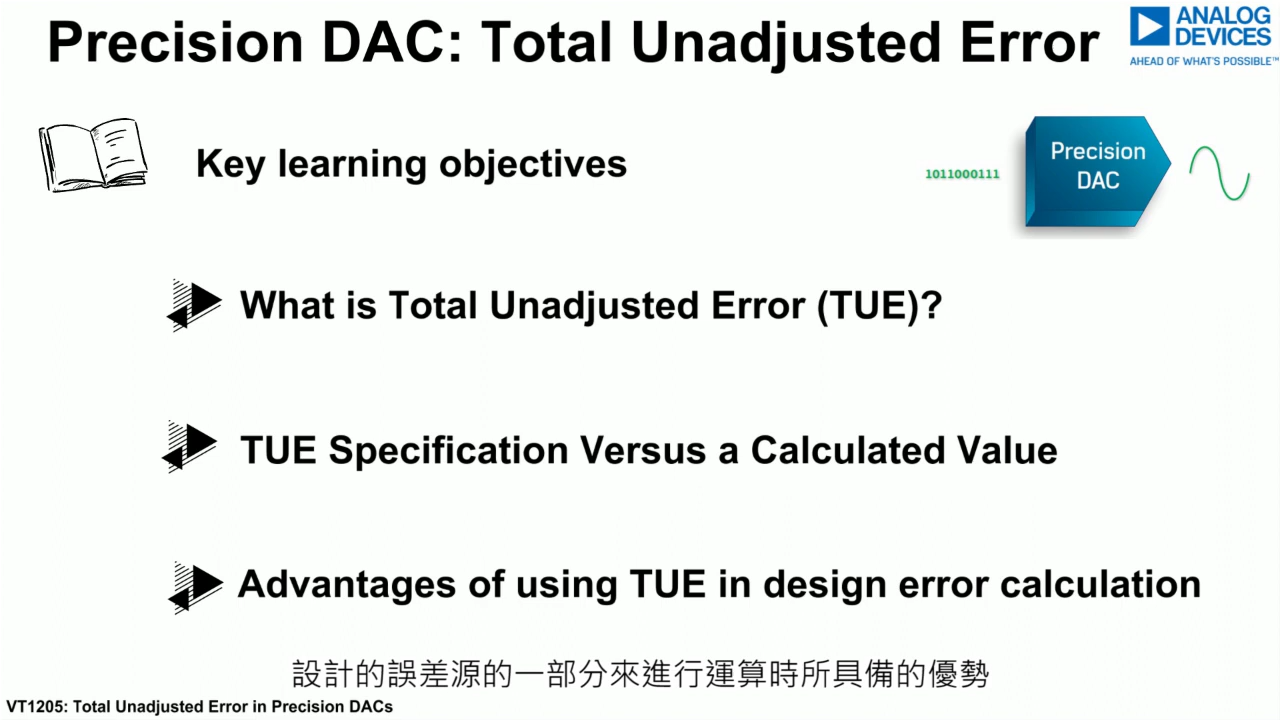 Precision DAC: Total Unadjusted Error
ANALOG
DEVICES
AHEAD OF WHAT'S POSSIBLE™
Key learning objectives
1011000111
Precision
DAC
What is Total Unadjusted Error (TUE)?
TUE Specification Versus a Calculated Value
Advantages of using TUE in design error calculation
設計的誤差源的一部分來進行運算時所具備的優勢
VT1205: Total Unadjusted Error in Precision DACs